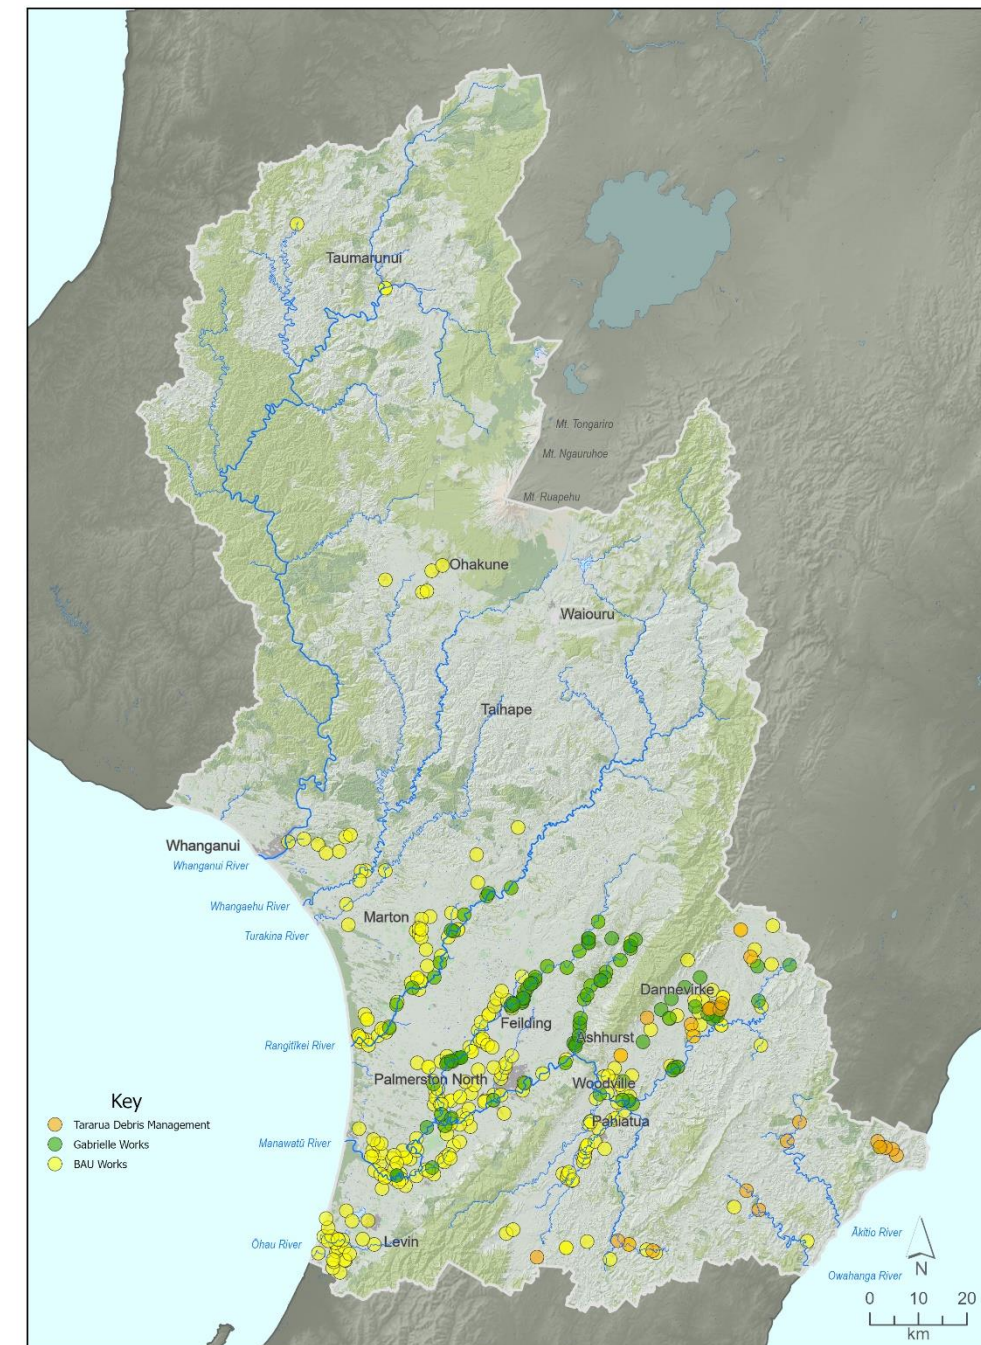 Taumarunui
Mt. Tongariro
Mt. Ngauruhoe
Mt. Ruapehu
Ohakune
Waiouru
Taihape
Whanganui
Whanganui River
Whangaehu River
Marton
Turakina River
Dannevirke
Feilding
Ashhurst
Rangitīkei River
Palmerston North
Woodville
Key
Pahiatua
Tararua Debris Management
Gabrielle Works
Manawatū River
BAU Works
Ākitio River
Ōhau River
Levin
Owahanga River
N
0 10 20
km